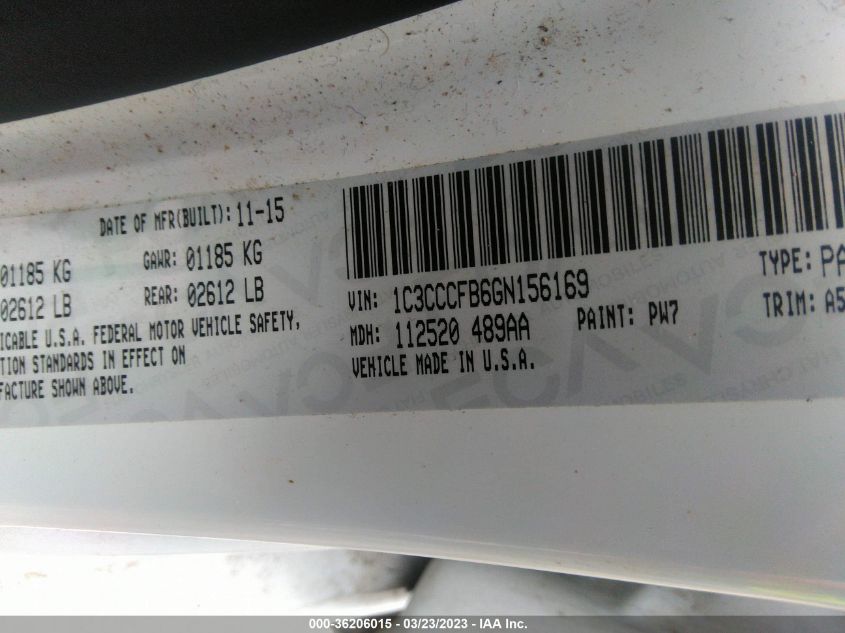 DATE OF MFR(BUILT): 11-15
01185 KG GAWR: 01185 KG
02612 LB REAR: 02612 LB
ICABLE U.S.A. FEDERAL MOTOR VEHICLE SAFETY,
TION STANDARDS IN EFFECT ON
FACTURE SHOWN ABOVE.
VIN: 1C3CCCFB6GN156169 TYPE: PA
MDH: 112520 489AA PAINT: PW7 TRIM: A5
VEHICLE MADE IN U.S.A.
000-36206015 - 03/23/2023 - IAA Inc.